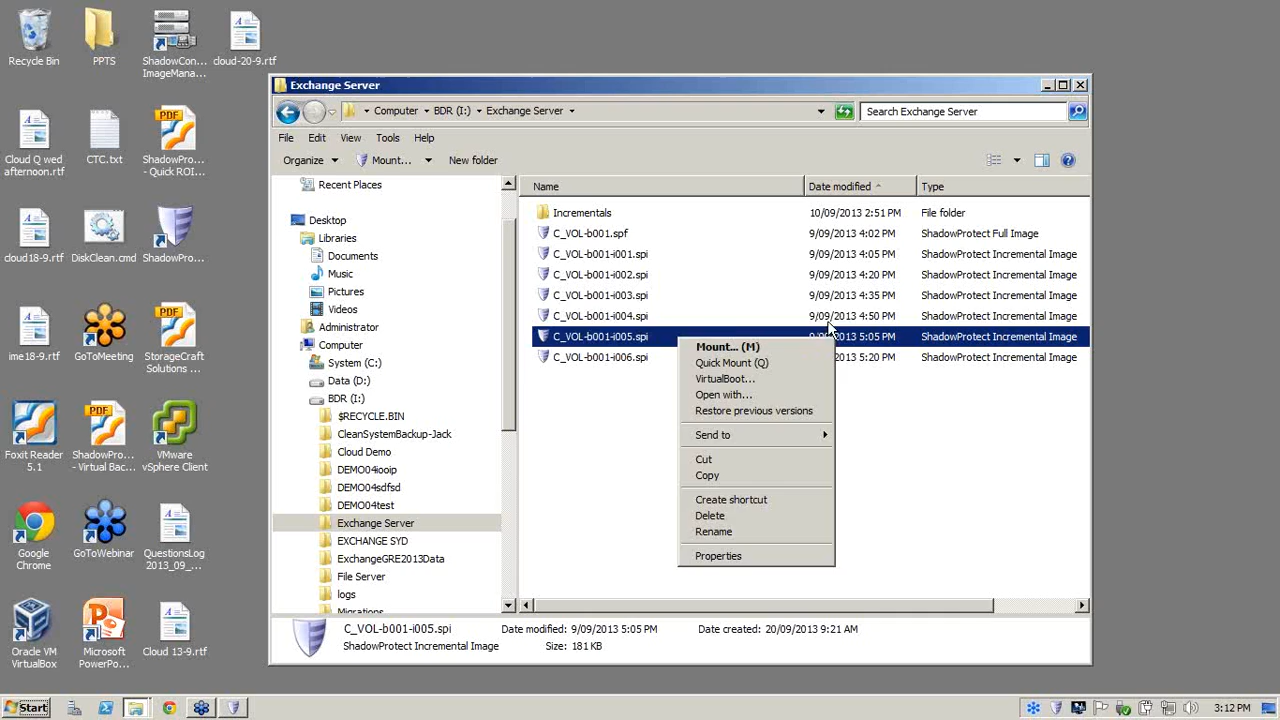 Recycle Bin
PPTS
ShadowCon...
ImageMana...
cloud-20-9.rtf
Cloud Q wed
afternoon.rtf
CTC.txt
ShadowPro...
- Quick ROI...
cloud18-9.rtf
DiskClean.cmd
ShadowPro...
ime18-9.rtf
GoToMeeting
StorageCraft
Solutions ...
Foxit Reader
5.1
ShadowPro...
- Virtual Bac...
VMware
vSphere Client
Google
Chrome
GoToWebinar
QuestionsLog
2013_09_...
Oracle VM
VirtualBox
Microsoft
PowerPo...
Cloud 13-9.rtf
Exchange Server
Computer BDR (I:) Exchange Server
Search Exchange Server
File Edit View Tools Help
Organize Mount... New folder
Recent Places
Desktop
Libraries
Documents
Music
Pictures
Videos
Administrator
Computer
System (C:)
Data (D:)
BDR (I:)
$RECYCLE.BIN
CleanSystemBackup-Jack
Cloud Demo
DEMO04iooip
DEMO04sdfsd
DEMO04test
Exchange Server
EXCHANGE SYD
ExchangeGRE2013Data
File Server
logs
Migrations
Name Date modified Type
Incrementals 10/09/2013 2:51 PM File folder
C_VOL-b001.spf 9/09/2013 4:02 PM ShadowProtect Full Image
C_VOL-b001-i001.spi 9/09/2013 4:05 PM ShadowProtect Incremental Image
C_VOL-b001-i002.spi 9/09/2013 4:20 PM ShadowProtect Incremental Image
C_VOL-b001-i003.spi 9/09/2013 4:35 PM ShadowProtect Incremental Image
C_VOL-b001-i004.spi 9/09/2013 4:50 PM ShadowProtect Incremental Image
C_VOL-b001-i005.spi 9/09/2013 5:05 PM ShadowProtect Incremental Image
C_VOL-b001-i006.spi 2013 5:20 PM ShadowProtect Incremental Image
Mount... (M)
Quick Mount (Q)
VirtualBoot...
Open with...
Restore previous versions
Send to
Cut
Copy
Create shortcut
Delete
Rename
Properties
C_VOL-b001-i005.spi Date modified: 9/09/2013 5:05 PM Date created: 20/09/2013 9:21 AM
ShadowProtect Incremental Image Size: 181 KB
Start
3:12 PM